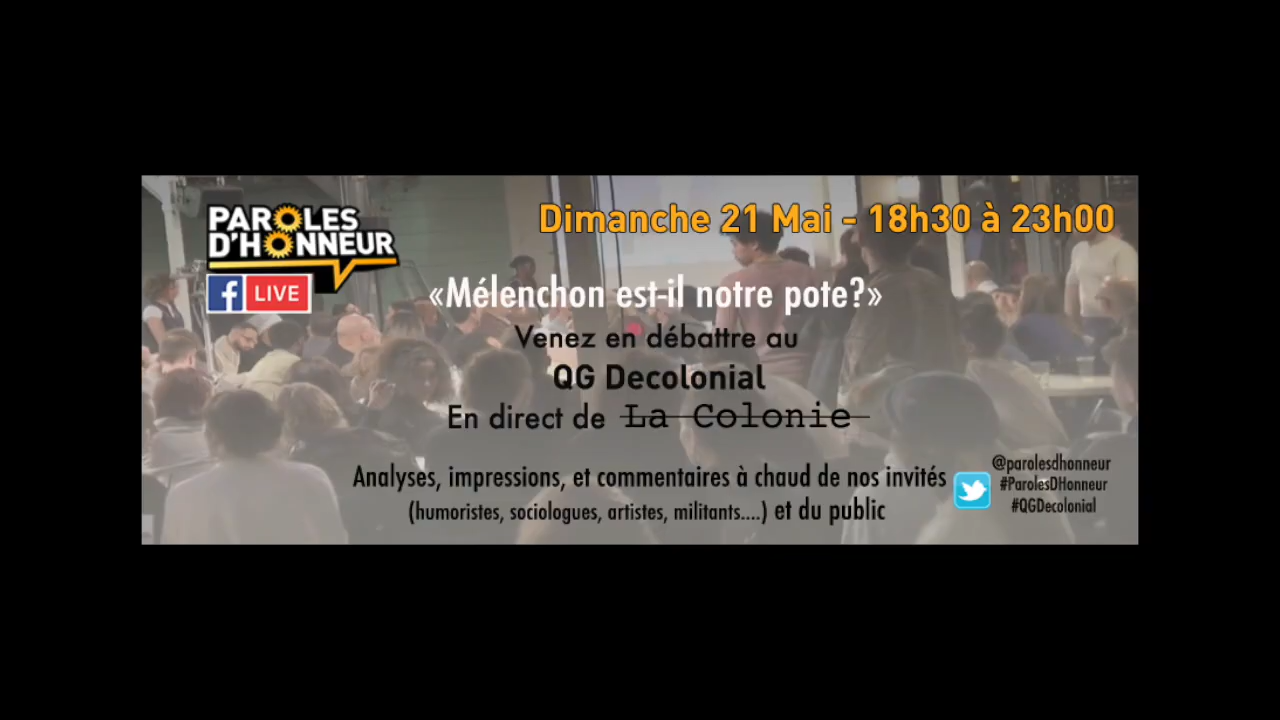 PAROLES
D'HONNEUR
f LIVE
Dimanche 21 Mai - 18h30 à 23h00
«Mélenchon est-il notre pote?»
Venez en débattre au
QG Decolonial
En direct de La Colonie
Analyses, impressions, et commentaires à chaud de nos invités
(humoristes, sociologues, artistes, militants....) et du public
@parolesdhonneur
#ParolesDHonneur
#QGDecolonial